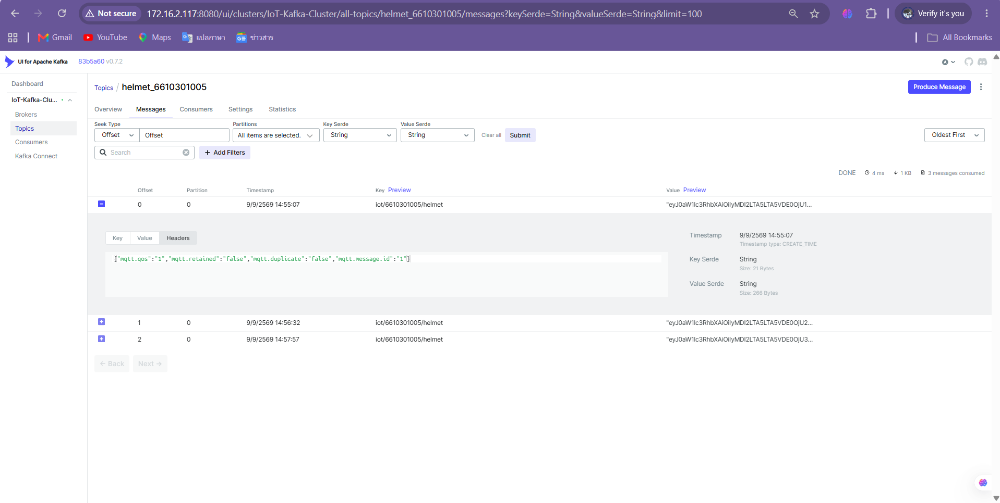 Not secure 172.16.2.117:8080/ui/clusters/IoT-Kafka-Cluster/all-topics/helmet_6610301005/messages?keySerde=String&valueSerde=String&limit=100 Verify it's you
Gmail YouTube Maps แปลภาษา ข่าวสาร All Bookmarks
UI for Apache Kafka 83b5a60 v0.7.2 A
Dashboard
IoT-Kafka-Clu...
Brokers
Topics
Consumers
Kafka Connect
Topics / helmet_6610301005 Produce Message
Overview Messages Consumers Settings Statistics
Seek Type Partitions Key Serde Value Serde
Offset Offset All items are selected. String String Clear all Submit Oldest First
Search + Add Filters
DONE 4 ms 1 KB 3 messages consumed
Offset Partition Timestamp Key Preview Value Preview
0 0 9/9/2569 14:55:07 iot/6610301005/helmet "eyJ0aW1lc3RhbXAiOiIyMDI2LTA5LTA5VDE0OjU1...
Key Value Headers
{"mqtt.qos":"1","mqtt.retained":"false","mqtt.duplicate":"false","mqtt.message.id":"1"}
Timestamp 9/9/2569 14:55:07
Timestamp type: CREATE_TIME
Key Serde String
Size: 21 Bytes
Value Serde String
Size: 266 Bytes
1 0 9/9/2569 14:56:32 iot/6610301005/helmet "eyJ0aW1lc3RhbXAiOiIyMDI2LTA5LTA5VDE0OjU2...
2 0 9/9/2569 14:57:57 iot/6610301005/helmet "eyJ0aW1lc3RhbXAiOiIyMDI2LTA5LTA5VDE0OjU3...
← Back Next →